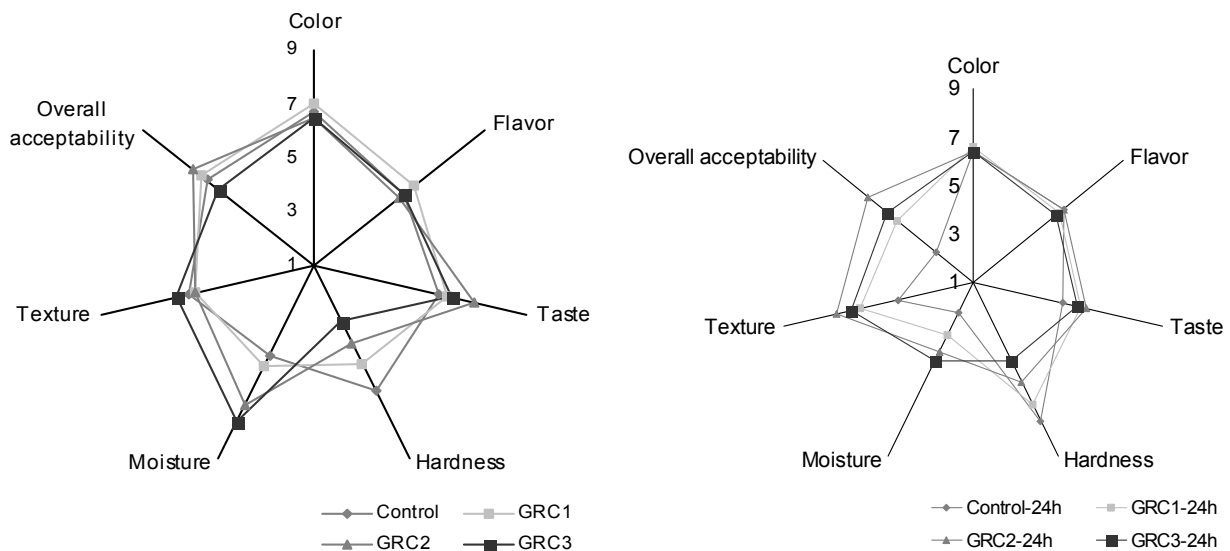 Color
9
7
5
3
1
Overall
acceptability
Flavor
Texture
Taste
Moisture
Hardness
Control
GRC1
GRC2
GRC3
Color
9
7
5
3
1
Overall acceptability
Flavor
Texture
Taste
Moisture
Hardness
Control-24h
GRC1-24h
GRC2-24h
GRC3-24h